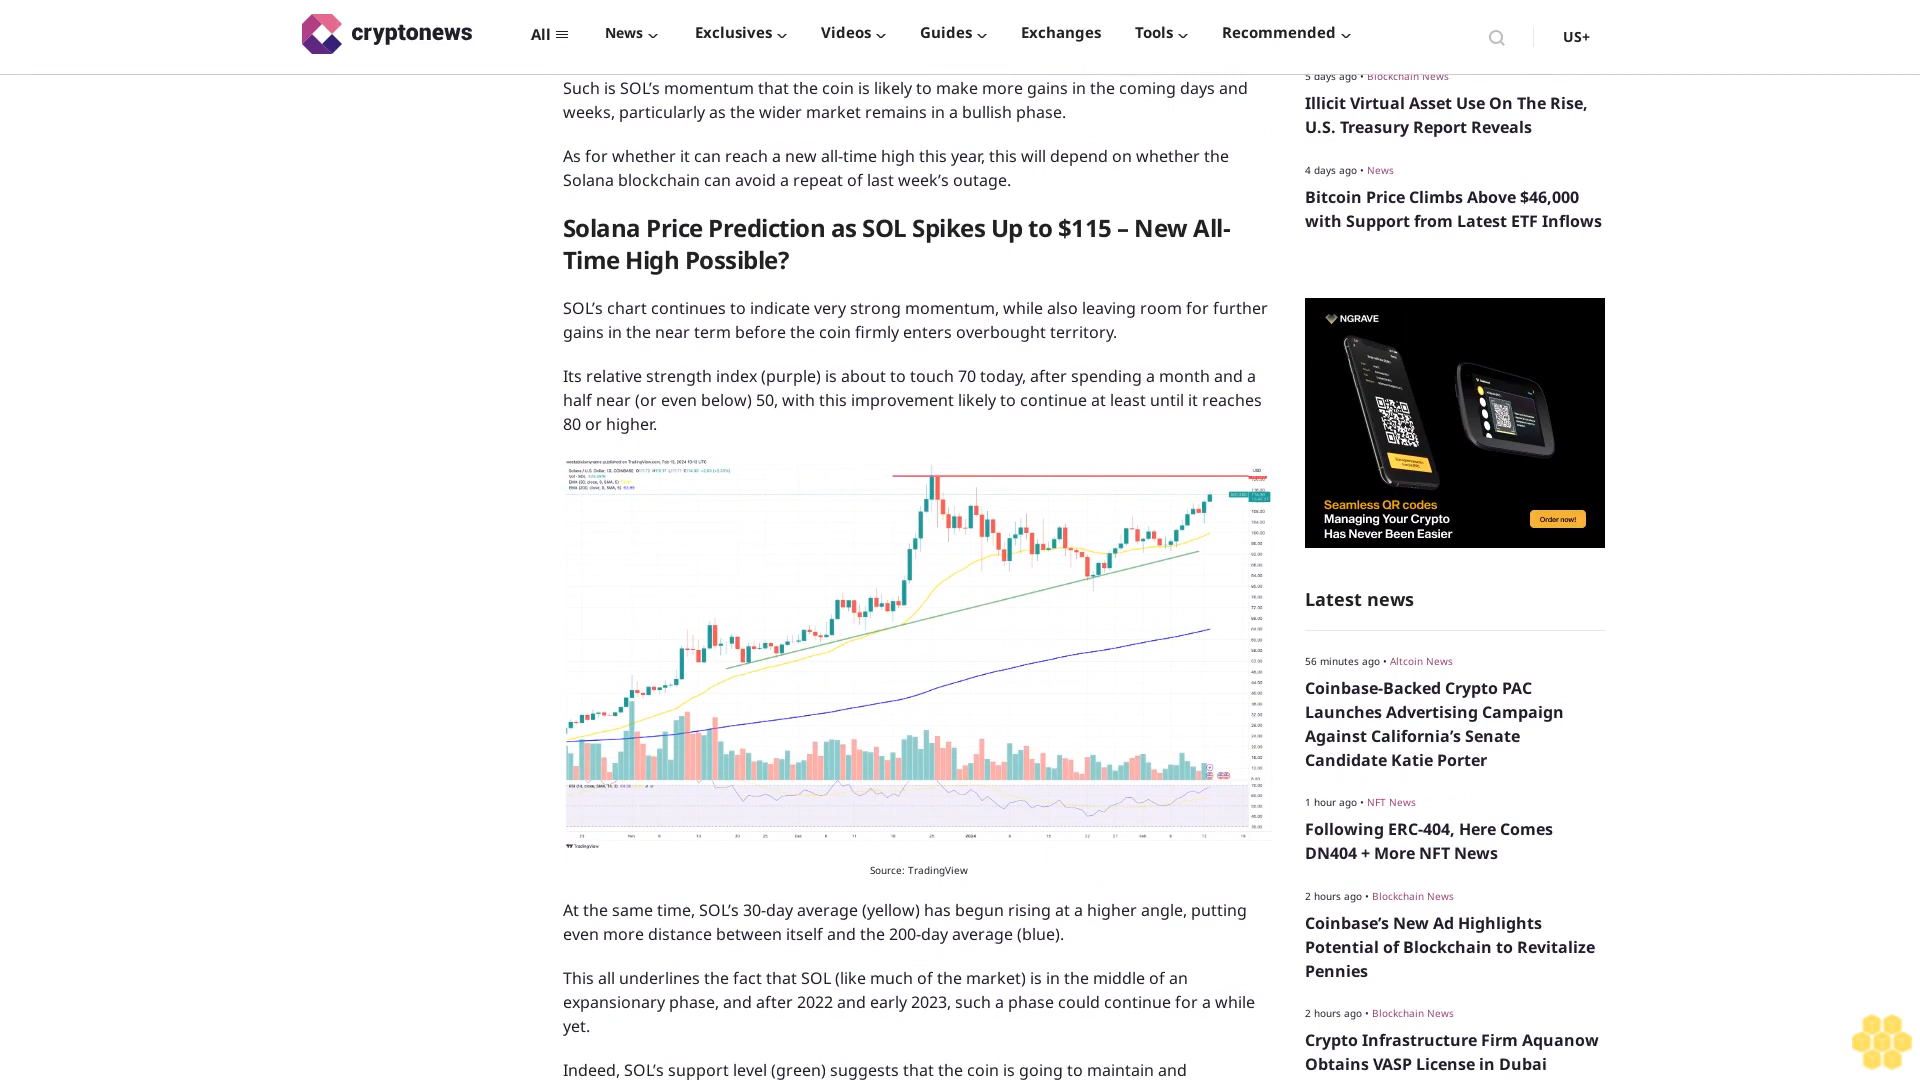 cryptonews
All
News
Exclusives
Videos
Guides
Exchanges
Tools
Recommended
US+
Such is SOL’s momentum that the coin is likely to make more gains in the coming days and
weeks, particularly as the wider market remains in a bullish phase.
As for whether it can reach a new all-time high this year, this will depend on whether the
Solana blockchain can avoid a repeat of last week’s outage.
Solana Price Prediction as SOL Spikes Up to $115 – New All-
Time High Possible?
SOL’s chart continues to indicate very strong momentum, while also leaving room for further
gains in the near term before the coin firmly enters overbought territory.
Its relative strength index (purple) is about to touch 70 today, after spending a month and a
half near (or even below) 50, with this improvement likely to continue at least until it reaches
80 or higher.
TradingView
Source: TradingView
At the same time, SOL’s 30-day average (yellow) has begun rising at a higher angle, putting
even more distance between itself and the 200-day average (blue).
This all underlines the fact that SOL (like much of the market) is in the middle of an
expansionary phase, and after 2022 and early 2023, such a phase could continue for a while
yet.
Indeed, SOL’s support level (green) suggests that the coin is going to maintain and
5 days ago • Blockchain News
Illicit Virtual Asset Use On The Rise,
U.S. Treasury Report Reveals
4 days ago • News
Bitcoin Price Climbs Above $46,000
with Support from Latest ETF Inflows
NGRAVE
Seamless QR codes
Managing Your Crypto
Has Never Been Easier
Order now!
Latest news
56 minutes ago • Altcoin News
Coinbase-Backed Crypto PAC
Launches Advertising Campaign
Against California’s Senate
Candidate Katie Porter
1 hour ago • NFT News
Following ERC-404, Here Comes
DN404 + More NFT News
2 hours ago • Blockchain News
Coinbase’s New Ad Highlights
Potential of Blockchain to Revitalize
Pennies
2 hours ago • Blockchain News
Crypto Infrastructure Firm Aquanow
Obtains VASP License in Dubai